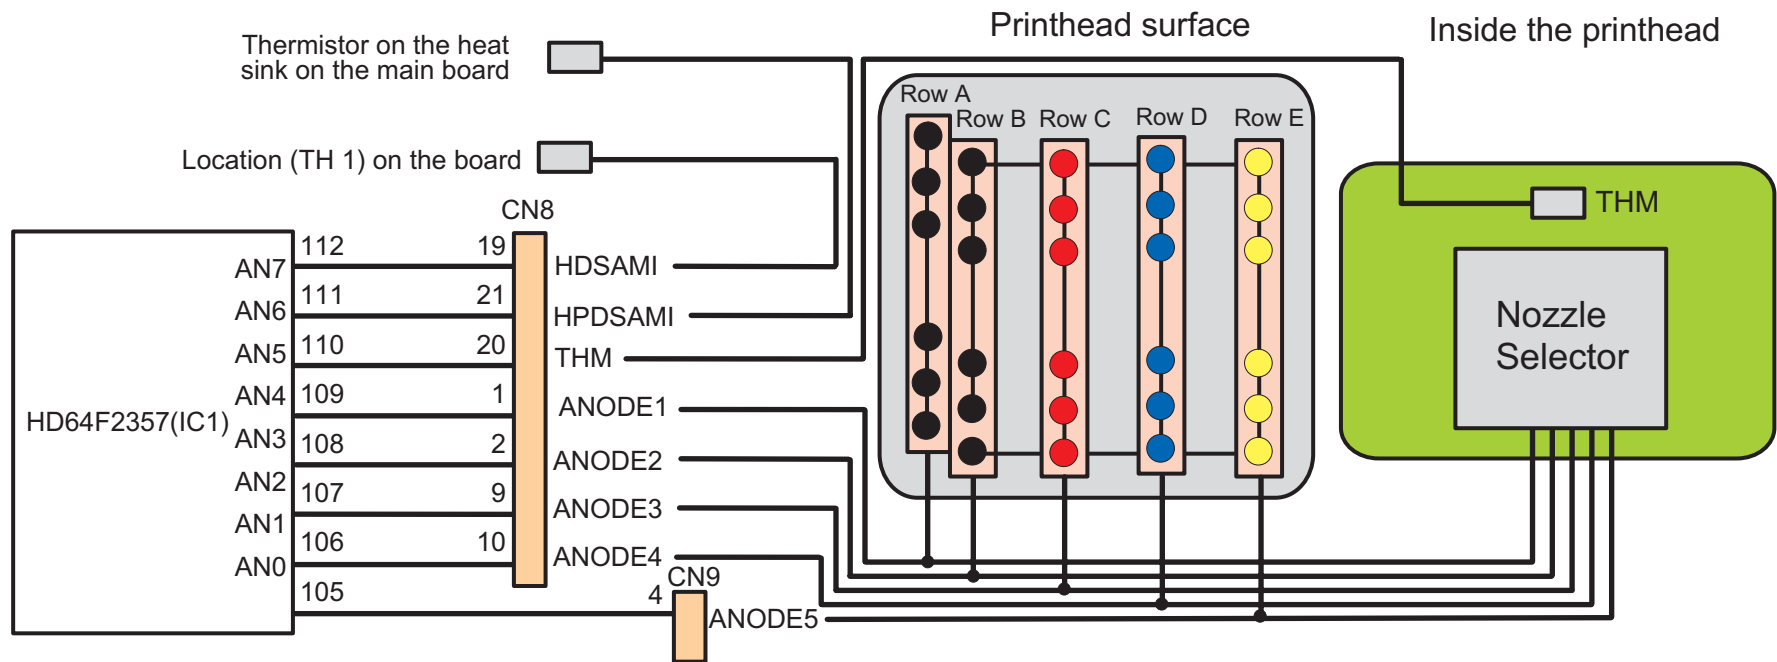 Printhead surface
Inside the printhead
Thermistor on the heat
sink on the main board
Row A
Row B
Row C
Row D
Row E
Location (TH 1) on the board
THM
CN8
112
19
AN7
HDSAMI
111
21
AN6
HPDSAMI
Nozzle
Selector
110
20
AN5
THM
109
1
AN4
ANODE1
HD64F2357(IC1)
108
2
AN3
ANODE2
107
9
AN2
ANODE3
106
10
AN1
ANODE4
AN0
CN9
105
4
ANODE5